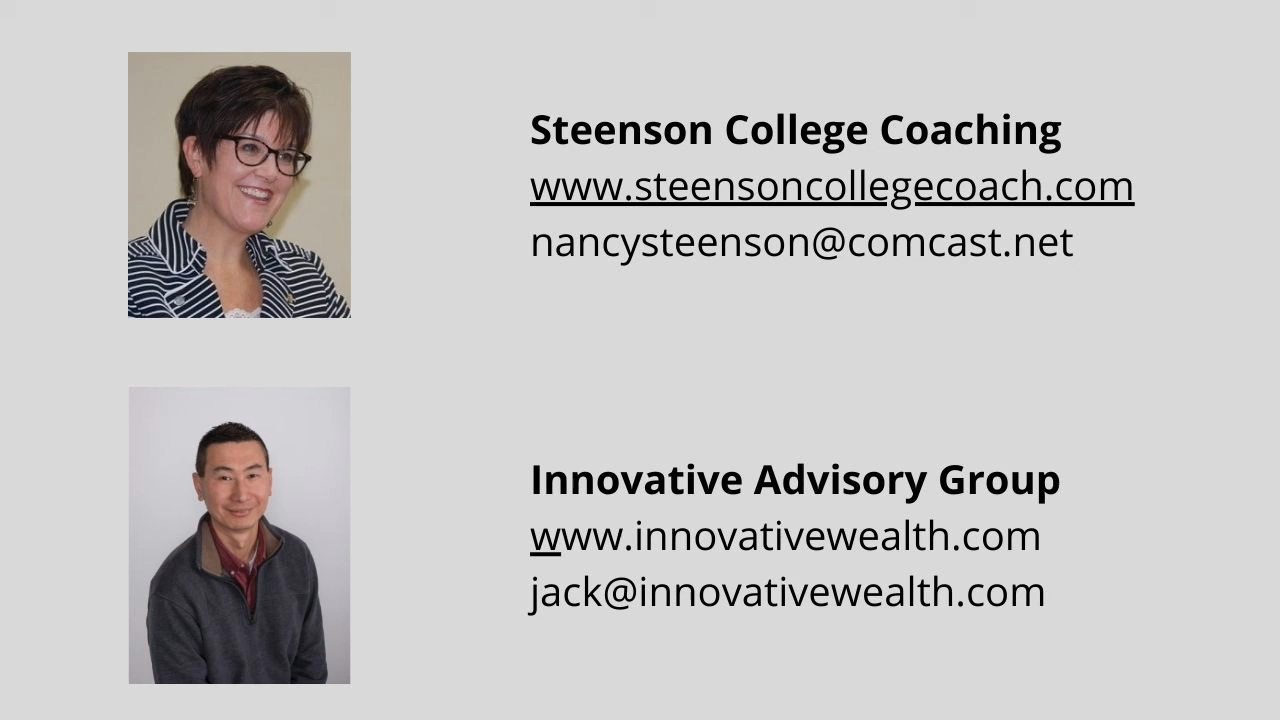 Steenson College Coaching
www.steensoncollegecoach.com
nancysteenson@comcast.net
Innovative Advisory Group
www.innovativewealth.com
jack@innovativewealth.com